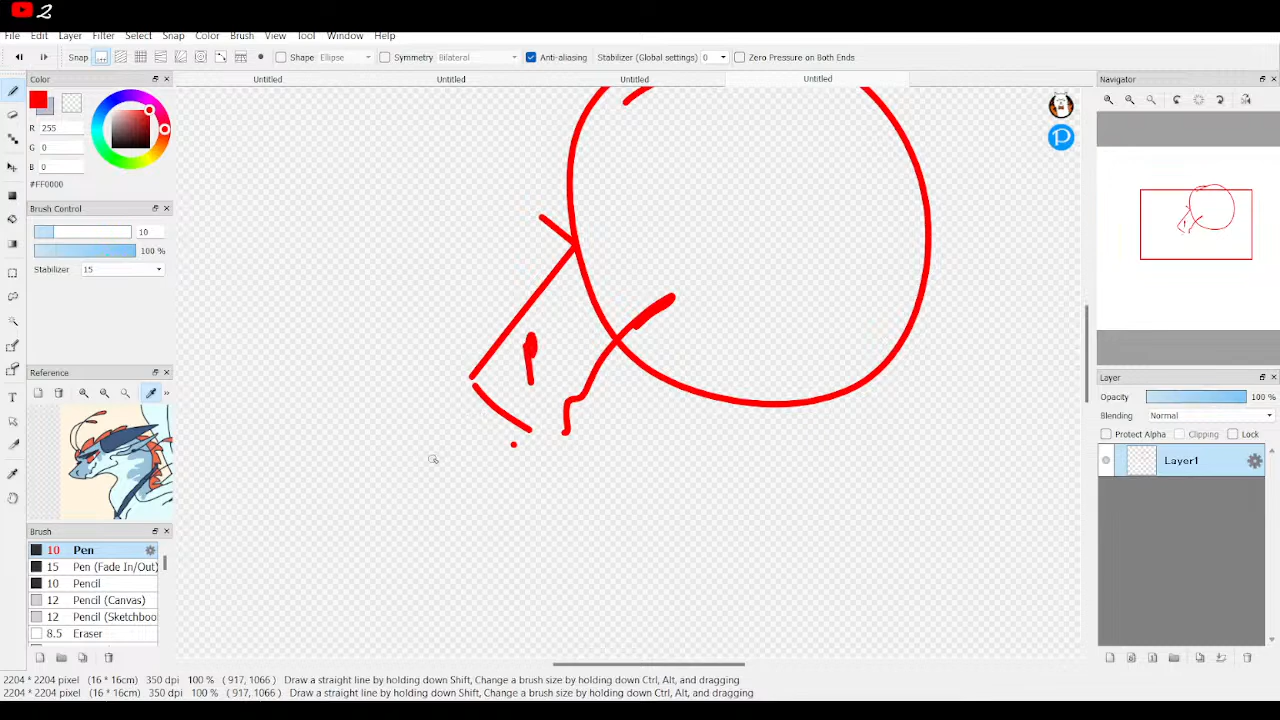 2
File Edit Layer Filter Select Snap Color Brush View Tool Window Help
Snap Shape Ellipse Symmetry Bilateral Anti-aliasing Stabilizer (Global settings) 0 Zero Pressure on Both Ends
Color
Untitled Untitled Untitled Untitled
Navigator
R 255
G 0
B 0
#FF0000
Brush Control
10
100 %
Stabilizer 15
Reference
Layer
Opacity 100 %
Blending Normal
Protect Alpha Clipping Lock
Layer1
Brush
10 Pen
15 Pen (Fade In/Out)
10 Pencil
12 Pencil (Canvas)
12 Pencil (Sketchboo
8.5 Eraser
2204 * 2204 pixel (16 * 16cm) 350 dpi 100 % ( 917, 1066) Draw a straight line by holding down Shift, Change a brush size by holding down Ctrl, Alt, and dragging
2204 * 2204 pixel (16 * 16cm) 350 dpi 100 % ( 917, 1066) Draw a straight line by holding down Shift, Change a brush size by holding down Ctrl, Alt, and dragging